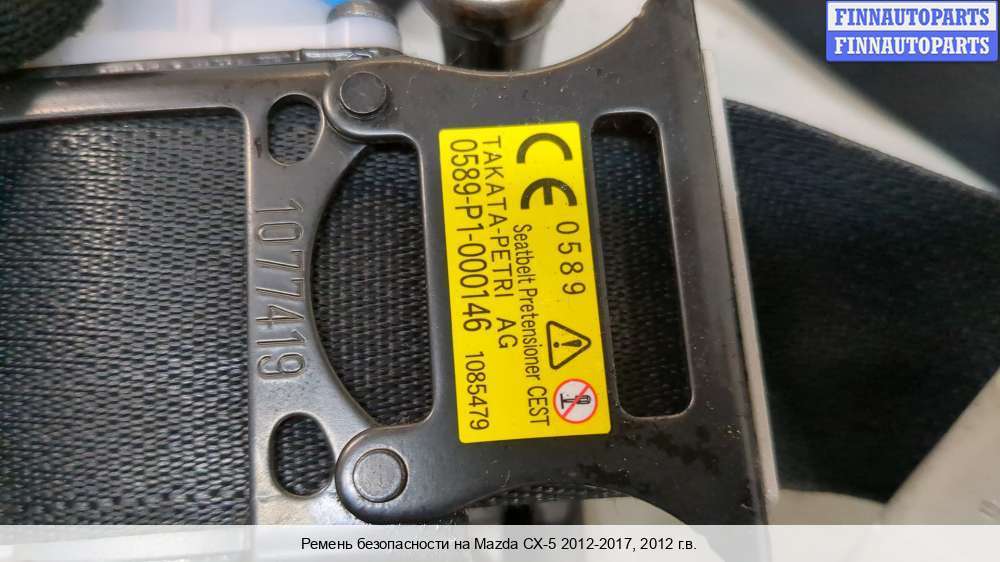 FINNAUTOPARTS
FINNAUTOPARTS
CE 0589
Seatbelt Pretensioner CEST
TAKATA-PETRI AG
0589-P1-000146 1085479
1077419
Ремень безопасности на Mazda CX-5 2012-2017, 2012 г.в.